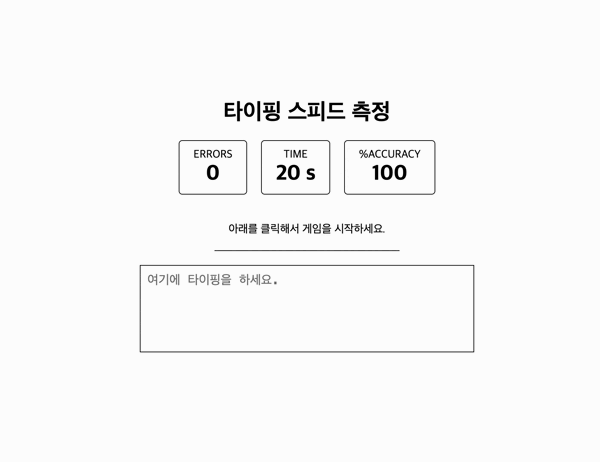 타이핑 스피드 측정
ERRORS TIME %ACCURACY
0 20 s 100
아래를 클릭해서 게임을 시작하세요.
여기에 타이핑을 하세요.